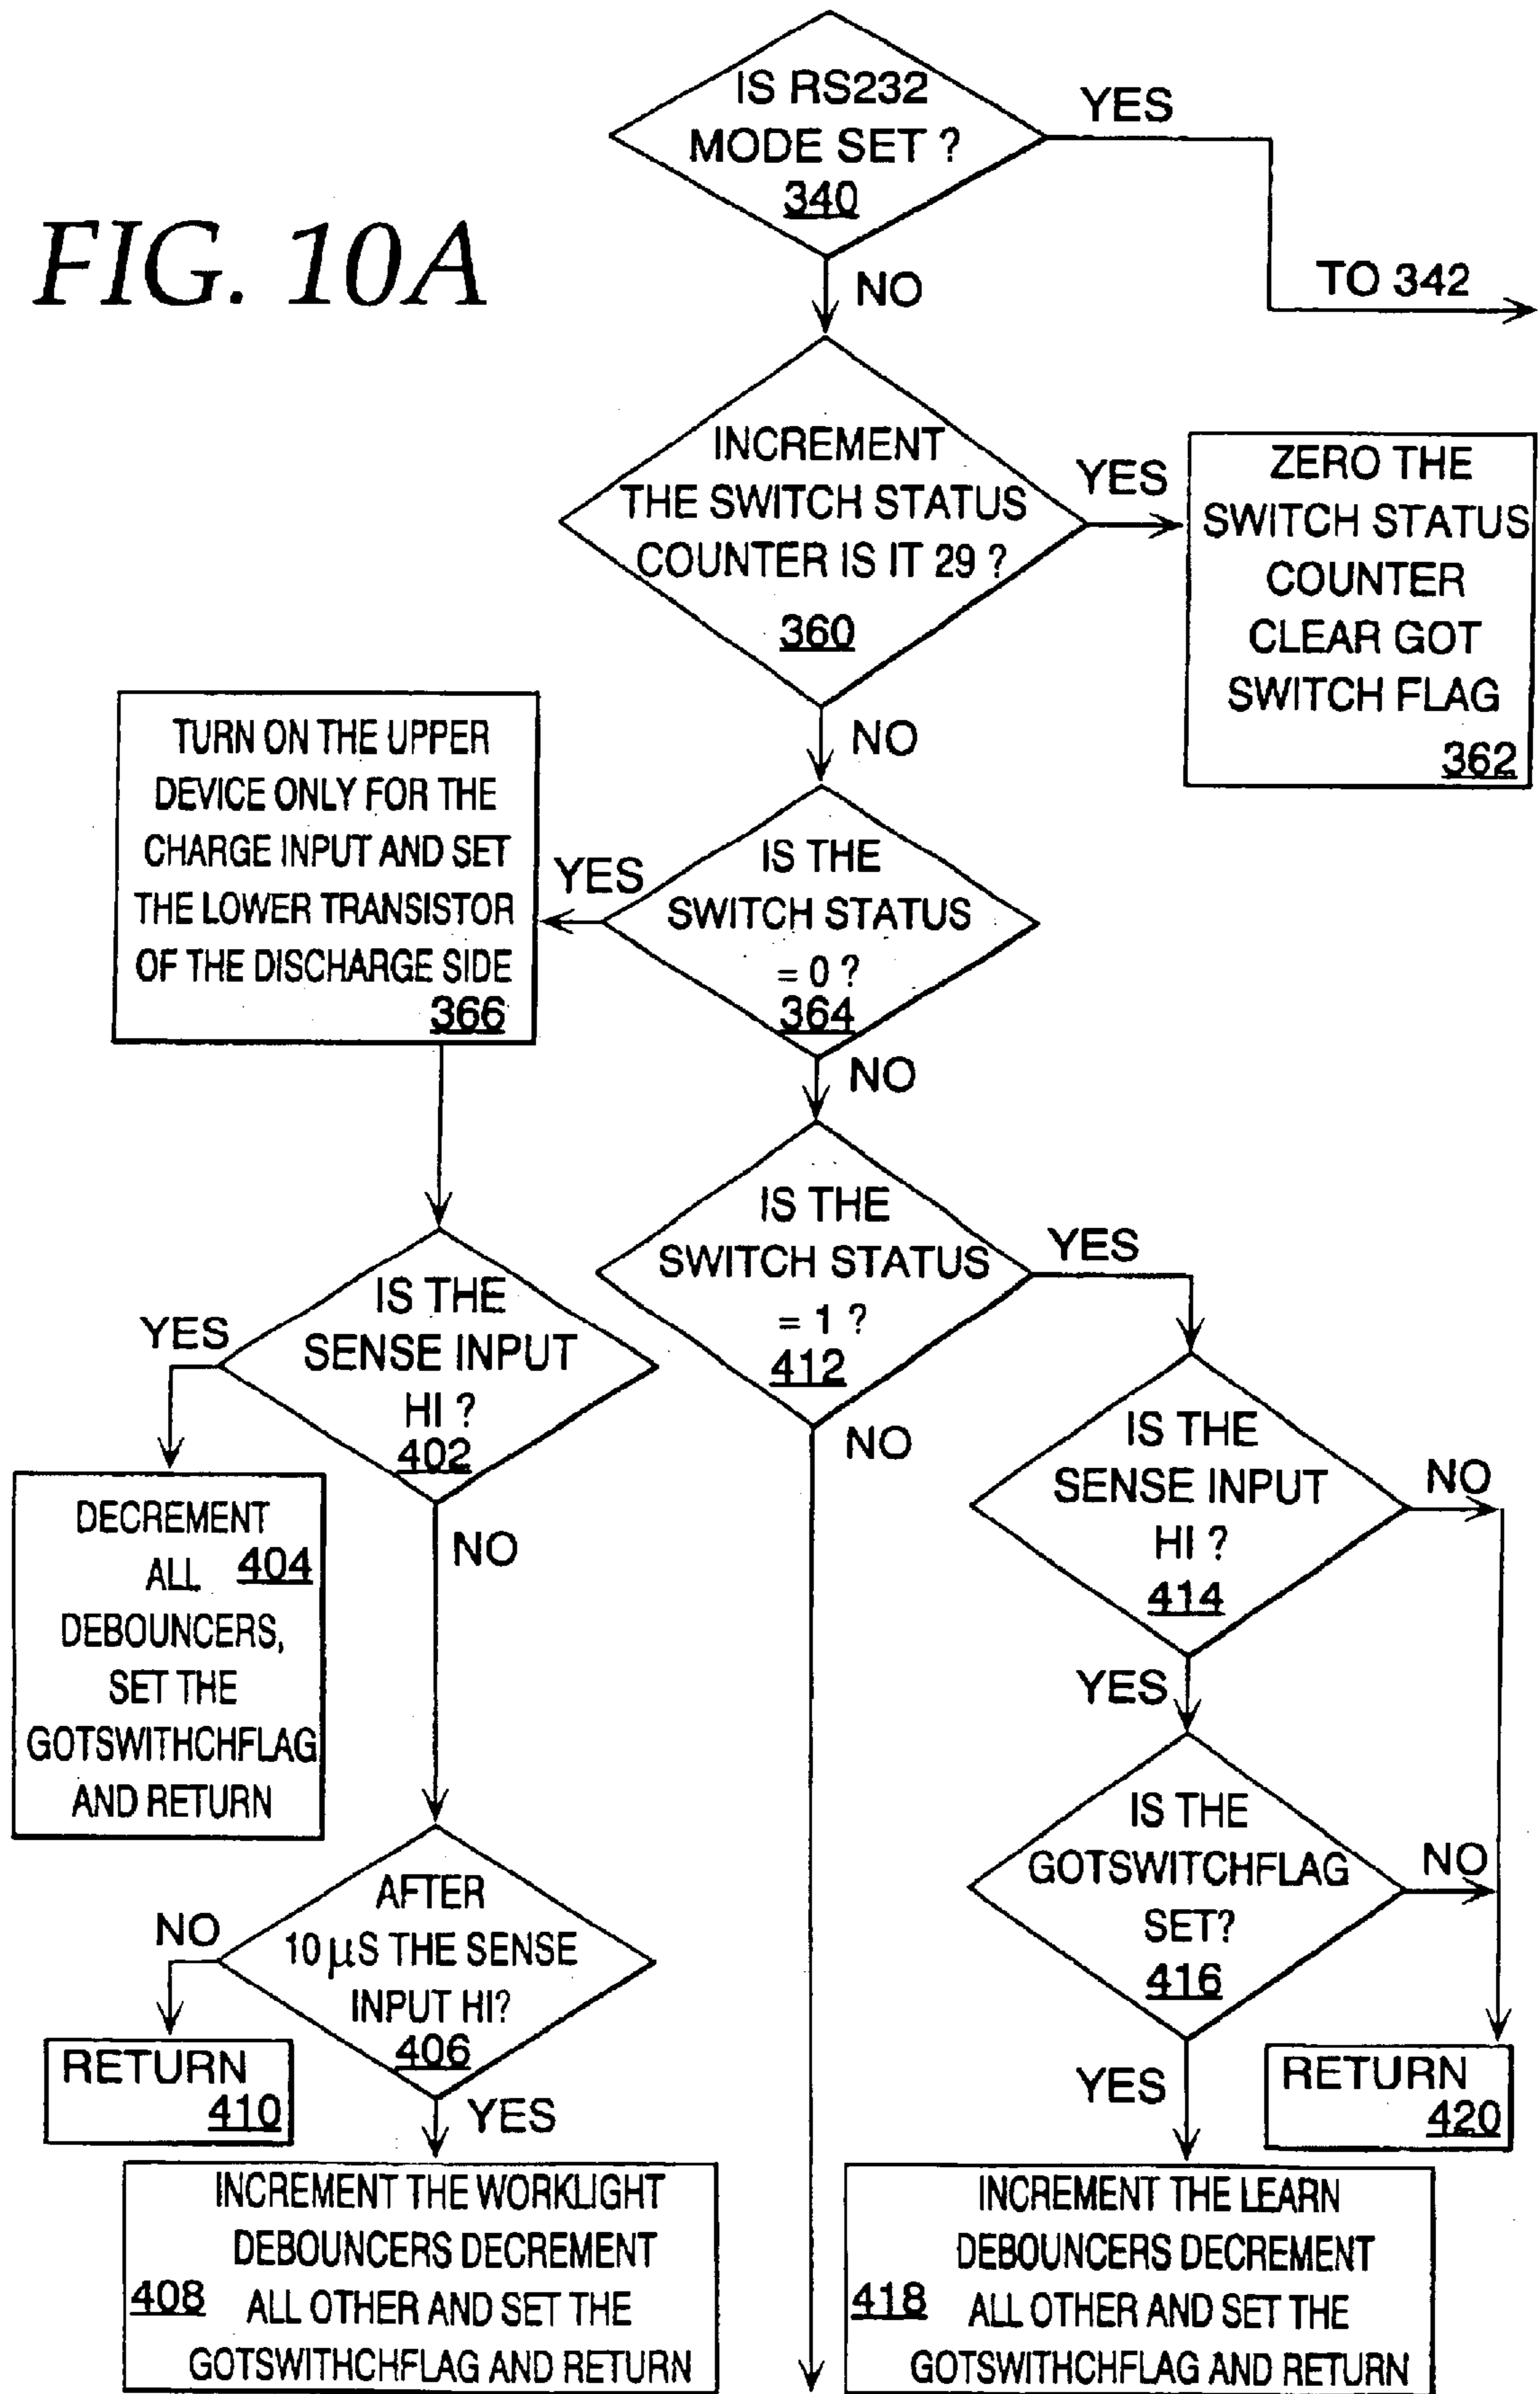 FIG. 10A
IS RS232
MODE SET ?
340
YES
TO 342
NO
INCREMENT
THE SWITCH STATUS
COUNTER IS IT 29 ?
360
YES
ZERO THE
SWITCH STATUS
COUNTER
CLEAR GOT
SWITCH FLAG
362
NO
IS THE
SWITCH STATUS
= 0 ?
364
YES
TURN ON THE UPPER
DEVICE ONLY FOR THE
CHARGE INPUT AND SET
THE LOWER TRANSISTOR
OF THE DISCHARGE SIDE
366
NO
IS THE
SWITCH STATUS
= 1 ?
412
YES
NO
IS THE
SENSE INPUT
HI ?
402
YES
DECREMENT
ALL 404
DEBOUNCERS,
SET THE
GOTSWITHCHFLAG
AND RETURN
NO
AFTER
10 µS THE SENSE
INPUT HI?
406
NO
RETURN
410
YES
INCREMENT THE WORKLIGHT
DEBOUNCERS DECREMENT
408 ALL OTHER AND SET THE
GOTSWITHCHFLAG AND RETURN
IS THE
SENSE INPUT
HI ?
414
NO
YES
IS THE
GOTSWITCHFLAG
SET?
416
NO
RETURN
420
YES
INCREMENT THE LEARN
DEBOUNCERS DECREMENT
418 ALL OTHER AND SET THE
GOTSWITHCHFLAG AND RETURN